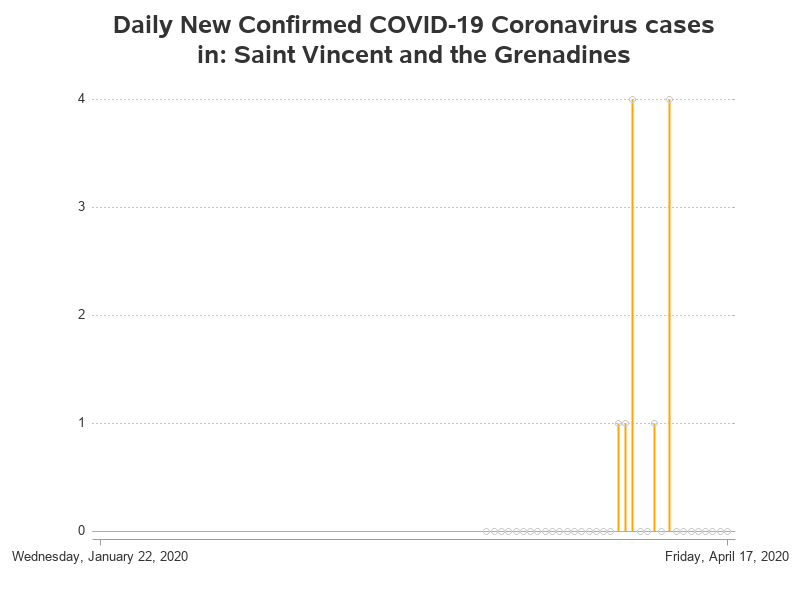 Daily New Confirmed COVID-19 Coronavirus cases
in: Saint Vincent and the Grenadines
4
3
2
1
0
Wednesday, January 22, 2020
Friday, April 17, 2020